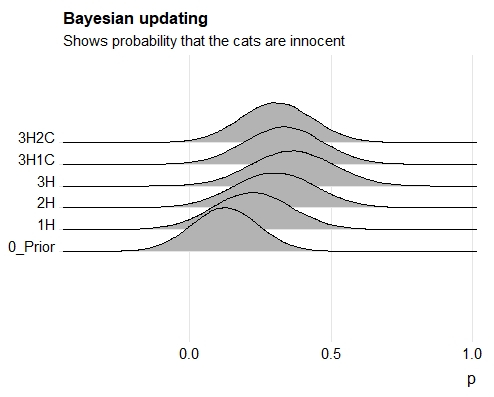 Bayesian updating
Shows probability that the cats are innocent
3H2C
3H1C
3H
2H
1H
0_Prior
0.0 0.5 1.0
p